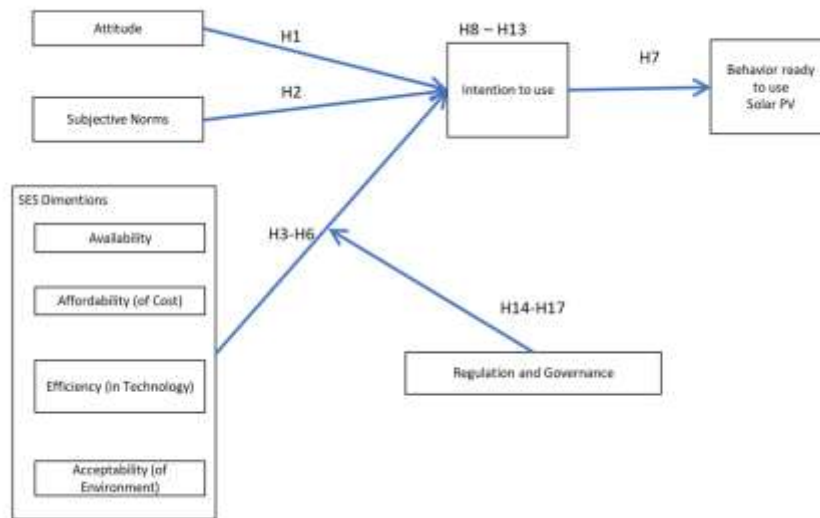 Attitude
H1
H8 – H13
H7
Intention to use
Behavior ready
to use
Solar PV
H2
Subjective Norms
SES Dimentions
Availability
H3-H6
Affordability (of Cost)
H14-H17
Efficiency (in Technology)
Regulation and Governance
Acceptability (of
Environment)